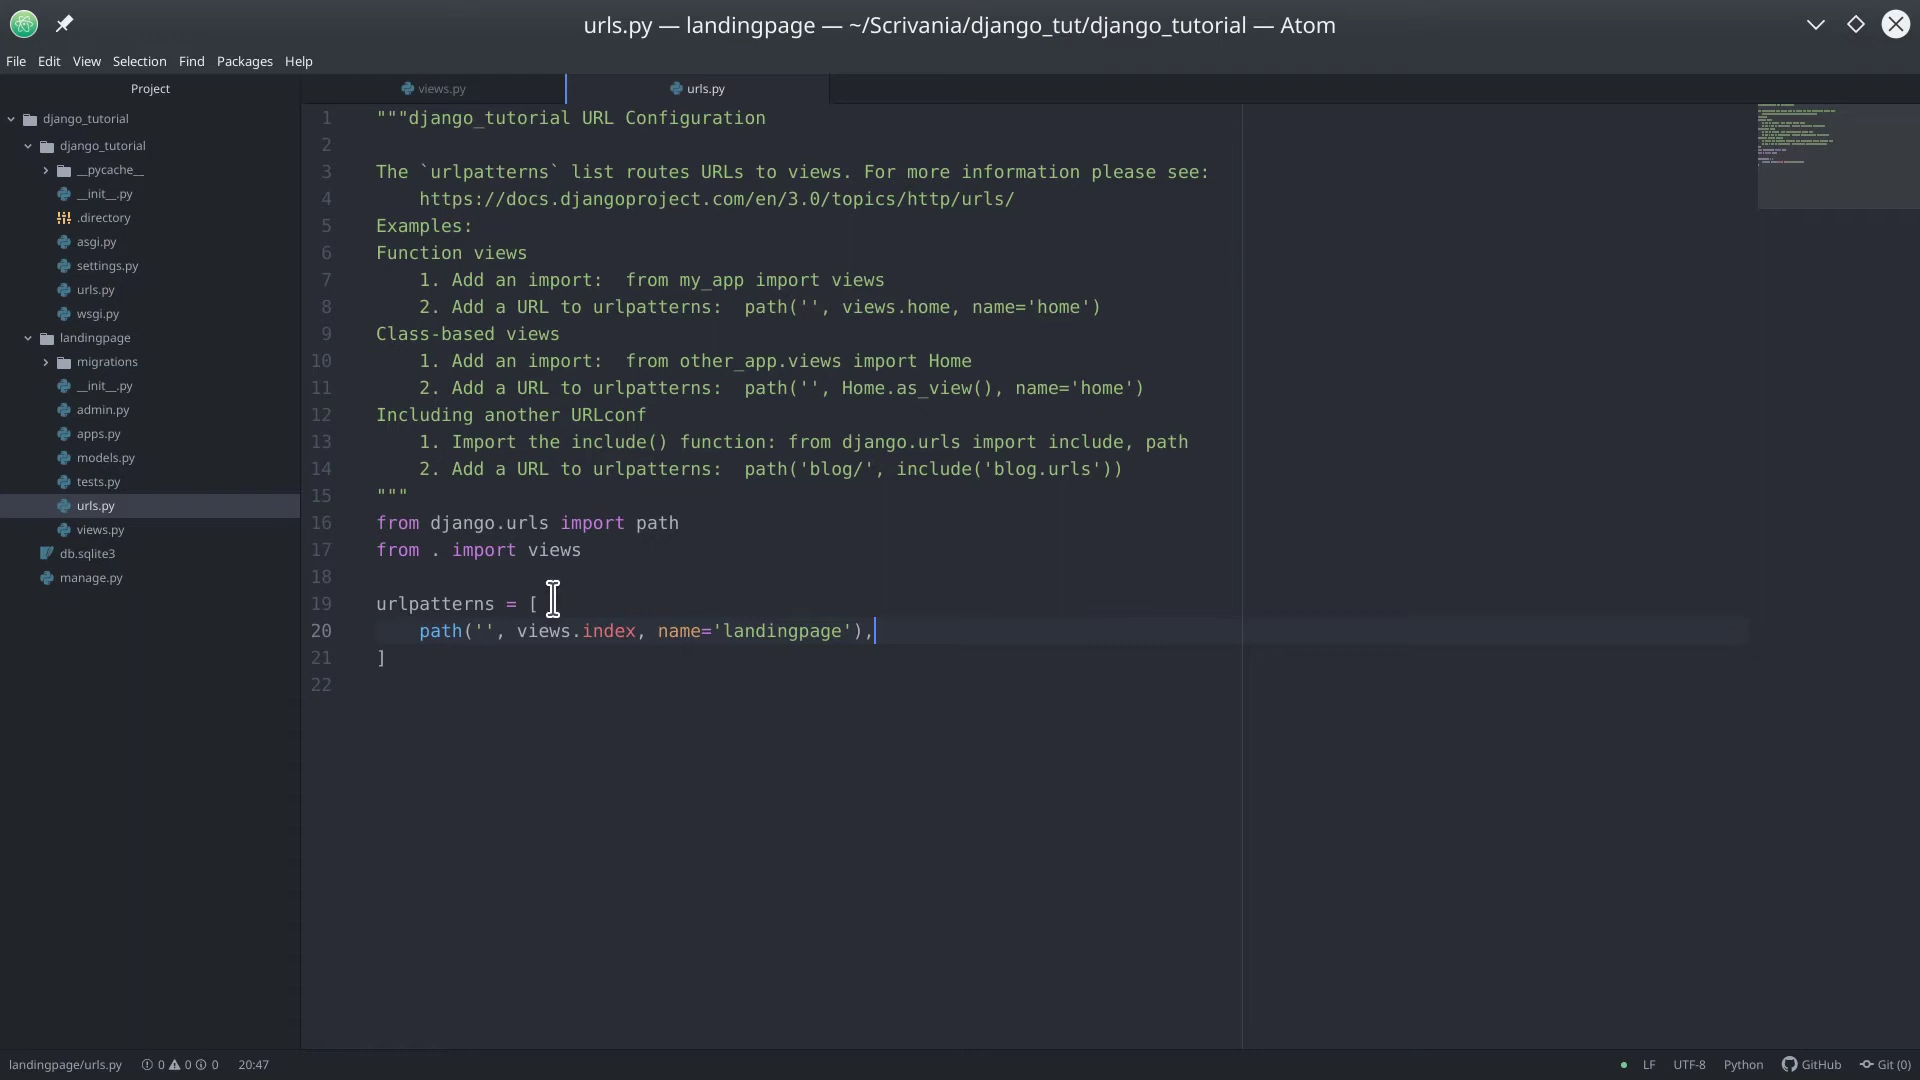 urls.py — landingpage — ~/Scrivania/django_tut/django_tutorial — Atom
File Edit View Selection Find Packages Help
Project
django_tutorial
django_tutorial
__pycache__
__init__.py
.directory
asgi.py
settings.py
urls.py
wsgi.py
landingpage
migrations
__init__.py
admin.py
apps.py
models.py
tests.py
urls.py
views.py
db.sqlite3
manage.py
views.py
urls.py
1 """django_tutorial URL Configuration
2
3 The `urlpatterns` list routes URLs to views. For more information please see:
4     https://docs.djangoproject.com/en/3.0/topics/http/urls/
5 Examples:
6 Function views
7     1. Add an import:  from my_app import views
8     2. Add a URL to urlpatterns:  path('', views.home, name='home')
9 Class-based views
10     1. Add an import:  from other_app.views import Home
11     2. Add a URL to urlpatterns:  path('', Home.as_view(), name='home')
12 Including another URLconf
13     1. Import the include() function: from django.urls import include, path
14     2. Add a URL to urlpatterns:  path('blog/', include('blog.urls'))
15 """
16 from django.urls import path
17 from . import views
18
19 urlpatterns = [
20     path('', views.index, name='landingpage'),
21 ]
22
landingpage/urls.py 0 0 0 20:47 LF UTF-8 Python GitHub Git (0)